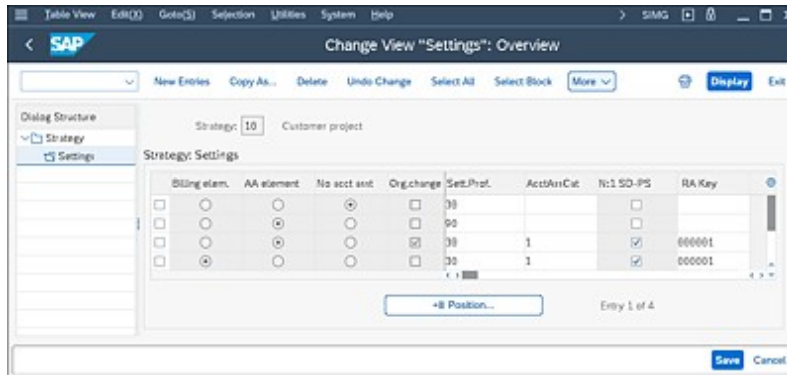 Table View Edit(X) Goto(S) Selection Utilities System Help SIMG
SAP Change View "Settings": Overview
New Entries Copy As... Delete Undo Change Select All Select Block More Display Exit
Dialog Structure
Strategy
Settings
Strategy: 10 Customer project
Strategy: Settings
Billing elem. AA element No acct asst Org.change Sett.Prof. AcctAssCat N:1 SD-PS RA Key
30
90
30 1 000001
30 1 000001
Position... Entry 1 of 4
Save Cancel